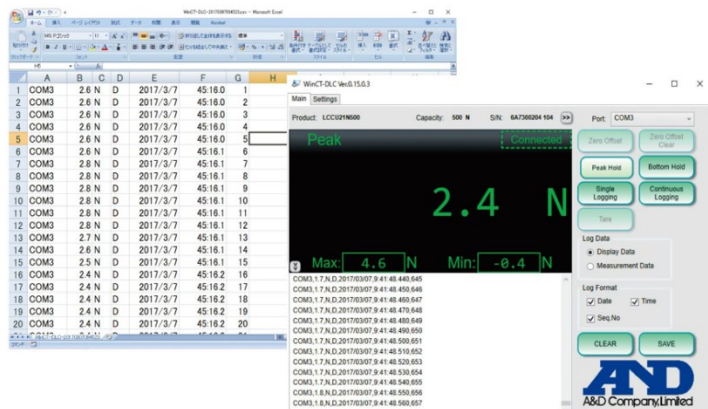 WinCT-DLC-20170307094525.csv - Microsoft Excel
A B C D E F G H
1 COM3 2.6 N D 2017/3/7 45:16.0 1
2 COM3 2.6 N D 2017/3/7 45:16.0 2
3 COM3 2.6 N D 2017/3/7 45:16.0 3
4 COM3 2.6 N D 2017/3/7 45:16.0 4
5 COM3 2.6 N D 2017/3/7 45:16.0 5
6 COM3 2.6 N D 2017/3/7 45:16.1 6
7 COM3 2.8 N D 2017/3/7 45:16.1 7
8 COM3 2.8 N D 2017/3/7 45:16.1 8
9 COM3 2.8 N D 2017/3/7 45:16.1 9
10 COM3 2.8 N D 2017/3/7 45:16.1 10
11 COM3 2.8 N D 2017/3/7 45:16.1 11
12 COM3 2.8 N D 2017/3/7 45:16.1 12
13 COM3 2.7 N D 2017/3/7 45:16.1 13
14 COM3 2.6 N D 2017/3/7 45:16.1 14
15 COM3 2.5 N D 2017/3/7 45:16.1 15
16 COM3 2.4 N D 2017/3/7 45:16.2 16
17 COM3 2.4 N D 2017/3/7 45:16.2 17
18 COM3 2.4 N D 2017/3/7 45:16.2 18
19 COM3 2.4 N D 2017/3/7 45:16.2 19
20 COM3 2.4 N D 2017/3/7 45:16.2 20
WinCT-DLC Ver.0.15.0.3
Main Settings
Product: LCCU21N500 Capacity: 500 N S/N: 6A7300204 104 >> Port: COM3
Peak Connected
2.4 N
Max: 4.6 N Min: -0.4 N
Zero Offset Zero Offset Clear
Peak Hold Bottom Hold
Single Logging Continuous Logging
Tare
Log Data
Display Data
Measurement Data
Log Format
Date Time
Seq.No
CLEAR SAVE
COM3,1.7,N,D,2017/03/07,9:41:48.440,645
COM3,1.7,N,D,2017/03/07,9:41:48.450,646
COM3,1.7,N,D,2017/03/07,9:41:48.460,647
COM3,1.7,N,D,2017/03/07,9:41:48.470,648
COM3,1.7,N,D,2017/03/07,9:41:48.480,649
COM3,1.7,N,D,2017/03/07,9:41:48.490,650
COM3,1.7,N,D,2017/03/07,9:41:48.500,651
COM3,1.7,N,D,2017/03/07,9:41:48.510,652
COM3,1.7,N,D,2017/03/07,9:41:48.520,653
COM3,1.7,N,D,2017/03/07,9:41:48.530,654
COM3,1.7,N,D,2017/03/07,9:41:48.540,655
COM3,1.8,N,D,2017/03/07,9:41:48.550,656
COM3,1.8,N,D,2017/03/07,9:41:48.560,657
AND
A&D Company,Limited